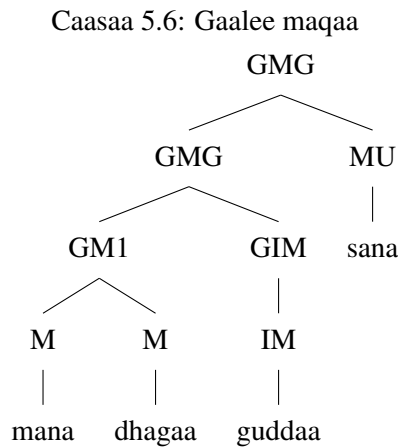 Caasaa 5.6: Gaalee maqaa
GMG
GMG MU
GM1 GIM sana
M M IM
mana dhagaa guddaa